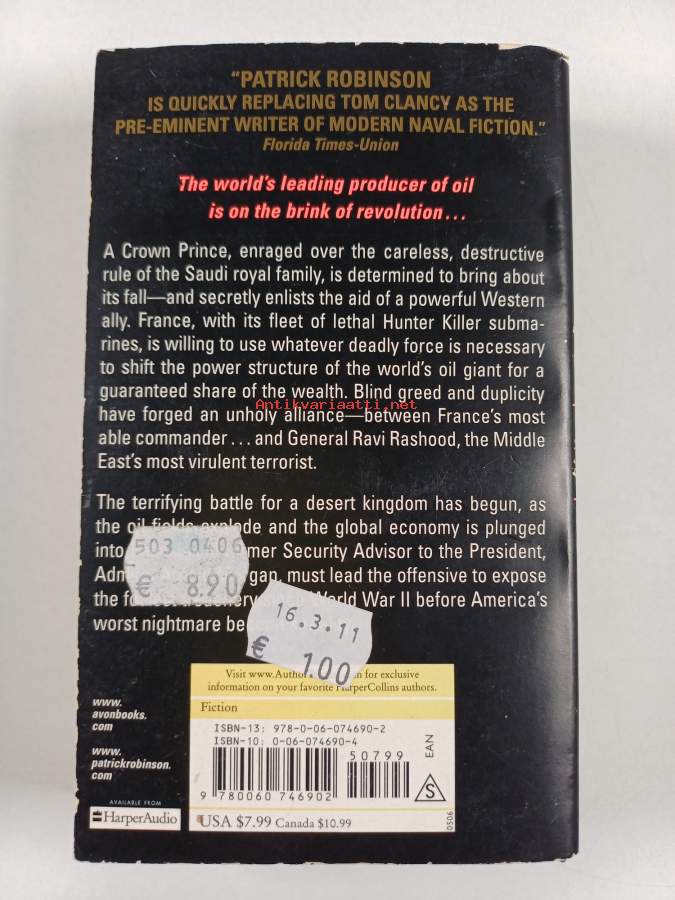 “PATRICK ROBINSON
IS QUICKLY REPLACING TOM CLANCY AS THE
PRE-EMINENT WRITER OF MODERN NAVAL FICTION.”
Florida Times-Union
The world’s leading producer of oil
is on the brink of revolution...
A Crown Prince, enraged over the careless, destructive
rule of the Saudi royal family, is determined to bring about
its fall—and secretly enlists the aid of a powerful Western
ally. France, with its fleet of lethal Hunter Killer subma-
rines, is willing to use whatever deadly force is necessary
to shift the power structure of the world’s oil giant for a
guaranteed share of the wealth. Blind greed and duplicity
Antikvariaatti.net
have forged an unholy alliance—between France’s most
able commander... and General Ravi Rashood, the Middle
East’s most virulent terrorist.
The terrifying battle for a desert kingdom has begun, as
the oil fields explode and the global economy is plunged
into mer Security Advisor to the President,
503 0406
€ 8.90
must lead the offensive to expose
the World War II before America’s
worst nightmare
16.3.11
€ 1.00
Visit www.Author for exclusive
information on your favorite HarperCollins authors.
Fiction
ISBN-13: 978-0-06-074690-2
ISBN-10: 0-06-074690-4
50799
EAN
S
9 780060 746902
USA $7.99 Canada $10.99
0506
www.
avonbooks.
com
www.
patrickrobinson.
com
AVAILABLE FROM
HarperAudio